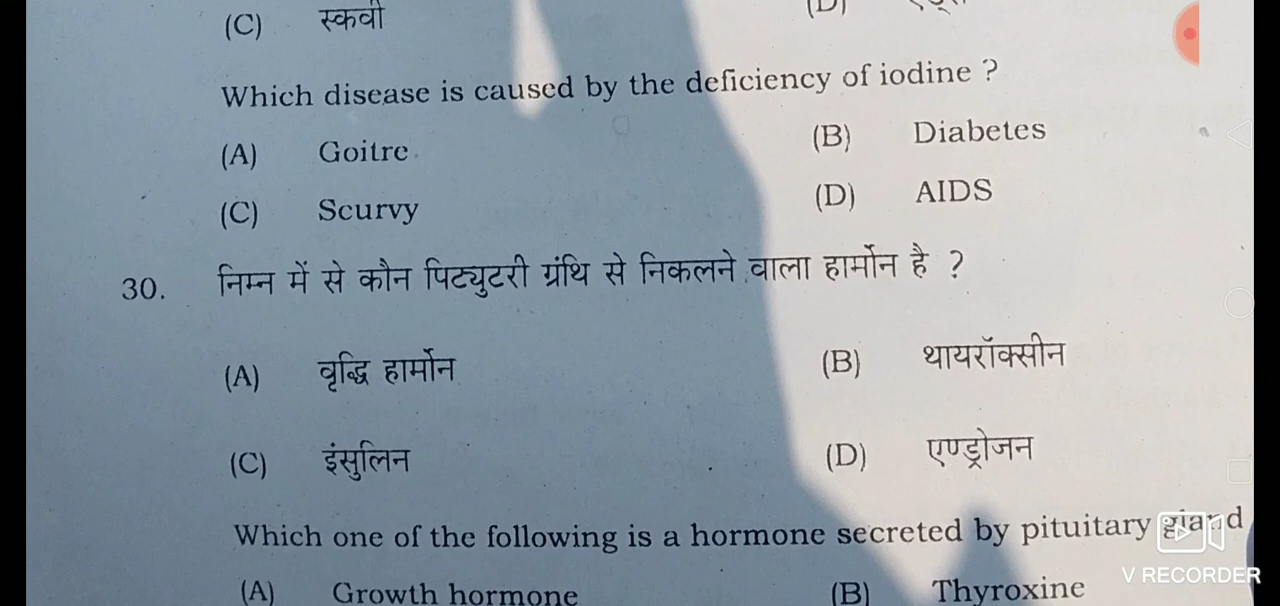 (C) स्कर्वी (D)
Which disease is caused by the deficiency of iodine ?
(A) Goitre (B) Diabetes
(C) Scurvy (D) AIDS
30. निम्न में से कौन पिट्युटरी ग्रंथि से निकलने वाला हार्मोन है ?
(A) वृद्धि हार्मोन (B) थायरॉक्सीन
(C) इंसुलिन (D) एण्ड्रोजन
Which one of the following is a hormone secreted by pituitary gland
(A) Growth hormone (B) Thyroxine
V RECORDER